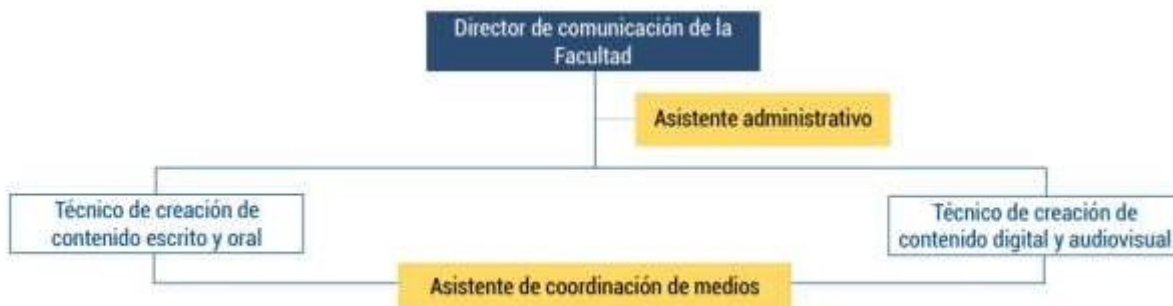 Director de comunicación de la
Facultad
Asistente administrativo
Técnico de creación de
contenido escrito y oral
Técnico de creación de
contenido digital y audiovisual
Asistente de coordinación de medios